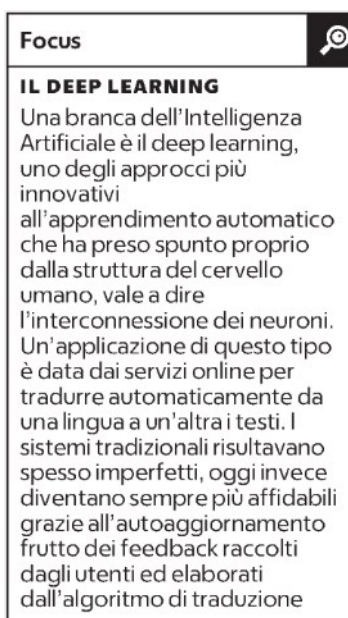 Focus
IL DEEP LEARNING
Una branca dell'Intelligenza
Artificiale è il deep learning,
uno degli approcci più
innovativi
all'apprendimento automatico
che ha preso spunto proprio
dalla struttura del cervello
umano, vale a dire
l'interconnessione dei neuroni.
Un'applicazione di questo tipo
è data dai servizi online per
tradurre automaticamente da
una lingua a un'altra i testi. I
sistemi tradizionali risultavano
spesso imperfetti, oggi invece
diventano sempre più affidabili
grazie all'autoaggiornamento
frutto dei feedback raccolti
dagli utenti ed elaborati
dall'algoritmo di traduzione